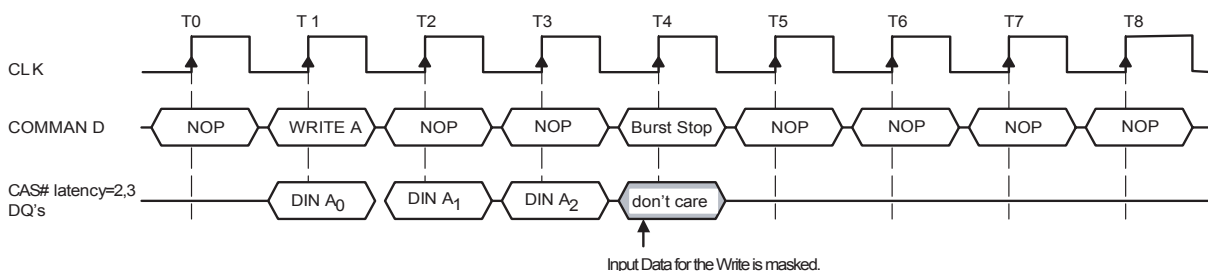 T0 T 1 T2 T3 T4 T5 T6 T7 T8
CLK
COMMAN D NOP WRITE A NOP NOP Burst Stop NOP NOP NOP NOP
CAS# latency=2,3
DQ's DIN A0 DIN A1 DIN A2 don't care
Input Data for the Write is masked.